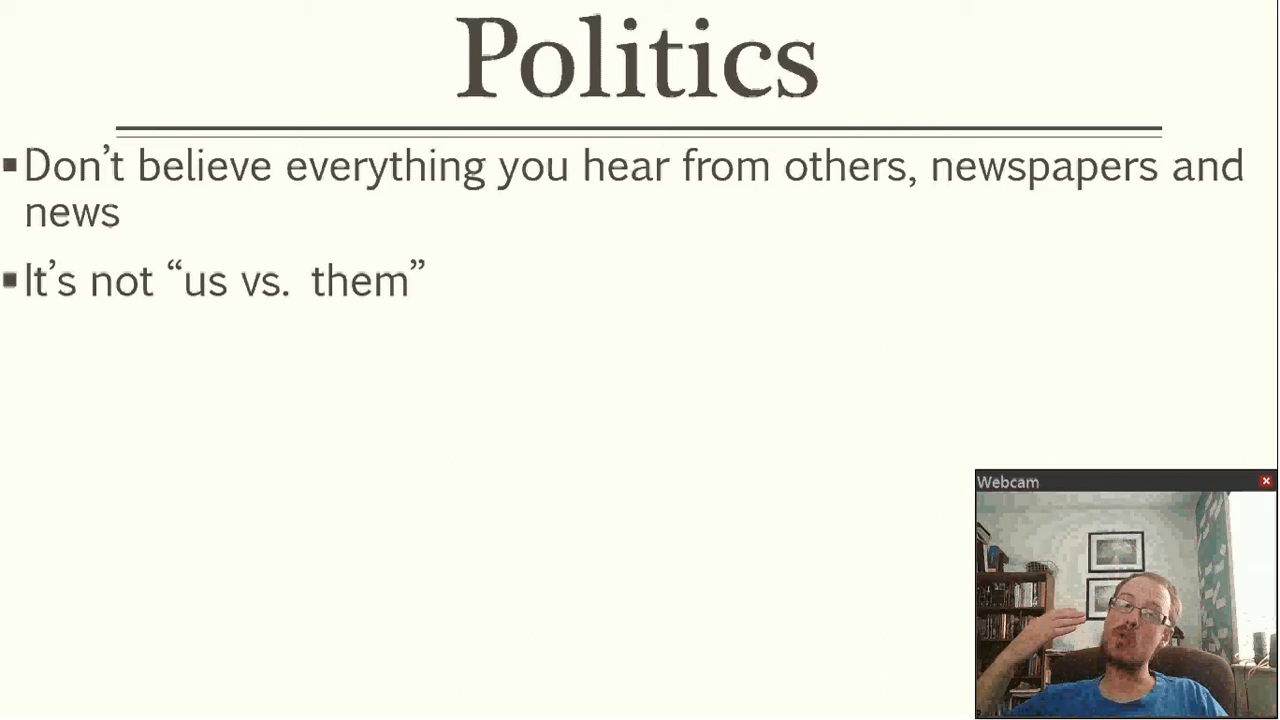 Politics
▪Don’t believe everything you hear from others, newspapers and
news
▪It’s not “us vs. them”
Webcam